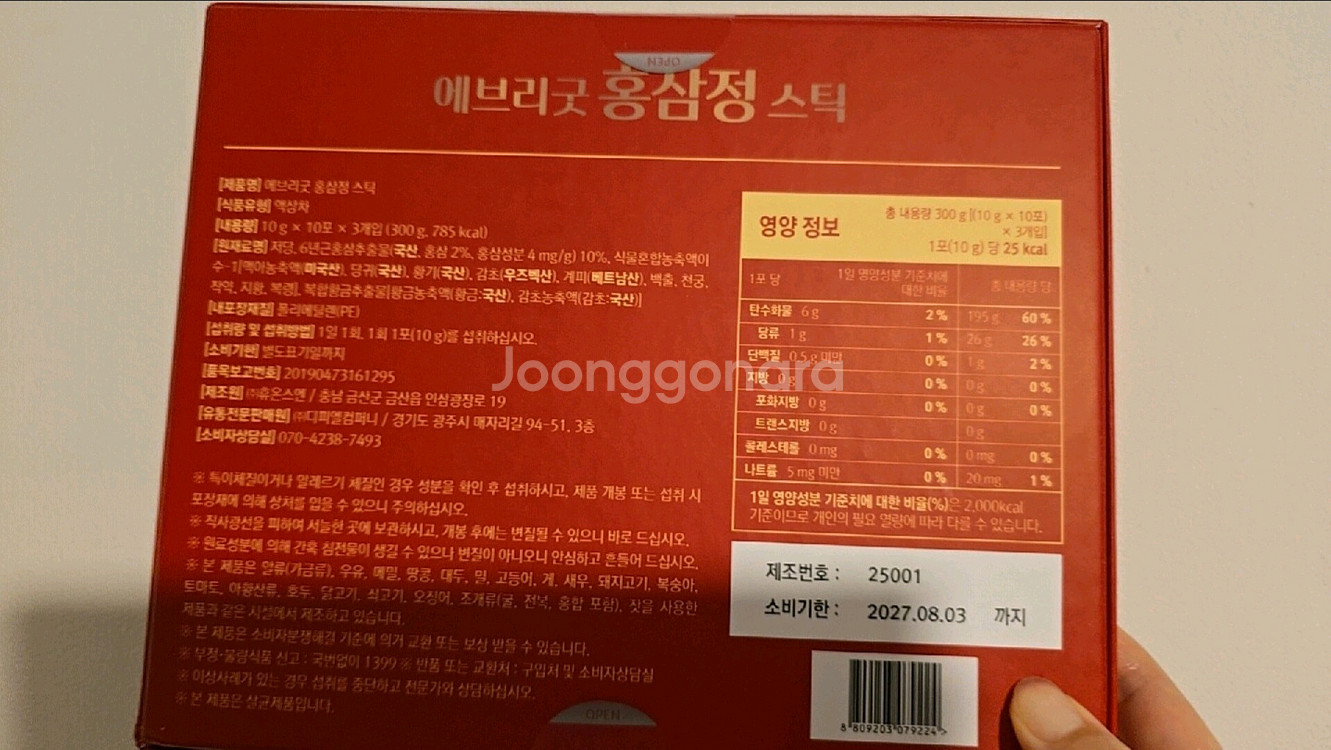 OPEN
에브리굿 홍삼정 스틱
[제품명] 에브리굿 홍삼정 스틱
[식품유형] 액상차
[내용량] 10 g × 10포 × 3개입 (300 g, 785 kcal)
[원재료명] 저당, 6년근홍삼추출물(국산, 홍삼 2%, 홍삼성분 4 mg/g) 10%, 식물혼합농축액이
수-1[맥아농축액(미국산), 당귀(국산), 황기(국산), 감초(우즈벡산), 계피(베트남산), 백출, 천궁,
작약, 지황, 복령], 복합황금추출물[황금농축액(황금:국산), 감초농축액(감초:국산)]
[내포장재질] 폴리에틸렌(PE)
[섭취량 및 섭취방법] 1일 1회, 1회 1포(10 g)를 섭취하십시오.
[소비기한] 별도표기일까지
[품목보고번호] 20190473161295
[제조원] ㈜휴온스엔 / 충남 금산군 금산읍 인삼광장로 19
[유통전문판매원] ㈜디피엘컴퍼니 / 경기도 광주시 매자리길 94-51, 3층
[소비자상담실] 070-4238-7493
※ 특이체질이거나 알레르기 체질인 경우 성분을 확인 후 섭취하시고, 제품 개봉 또는 섭취 시
포장재에 의해 상처를 입을 수 있으니 주의하십시오.
※ 직사광선을 피하여 서늘한 곳에 보관하시고, 개봉 후에는 변질될 수 있으니 바로 드십시오.
※ 원료성분에 의해 간혹 침전물이 생길 수 있으나 변질이 아니오니 안심하고 흔들어 드십시오.
※ 본 제품은 알류(가금류), 우유, 메밀, 땅콩, 대두, 밀, 고등어, 게, 새우, 돼지고기, 복숭아,
토마토, 아황산류, 호두, 닭고기, 쇠고기, 오징어, 조개류(굴, 전복, 홍합 포함), 잣을 사용한
제품과 같은 시설에서 제조하고 있습니다.
※ 본 제품은 소비자분쟁해결 기준에 의거 교환 또는 보상 받을 수 있습니다.
※ 부정·불량식품 신고 : 국번없이 1399 ※ 반품 또는 교환처 : 구입처 및 소비자상담실
※ 이상사례가 있는 경우 섭취를 중단하고 전문가와 상담하십시오.
※ 본 제품은 살균제품입니다.
영양 정보
총 내용량 300 g [(10 g × 10포)
× 3개입]
1포(10 g) 당 25 kcal
1포 당 1일 영양성분 기준치에 대한 비율 총 내용량 당
탄수화물 6 g 2 % 195 g 60 %
당류 1 g 1 % 26 g 26 %
단백질 0.5 g 미만 0 % 1 g 2 %
지방 0 g 0 % 0 g 0 %
포화지방 0 g 0 % 0 g 0 %
트랜스지방 0 g 0 g
콜레스테롤 0 mg 0 % 0 mg 0 %
나트륨 5 mg 미만 0 % 20 mg 1 %
1일 영양성분 기준치에 대한 비율(%)은 2,000kcal
기준이므로 개인의 필요 열량에 따라 다를 수 있습니다.
제조번호 : 25001
소비기한 : 2027.08.03 까지
8 809203 079224 >
OPEN
Joonggonara